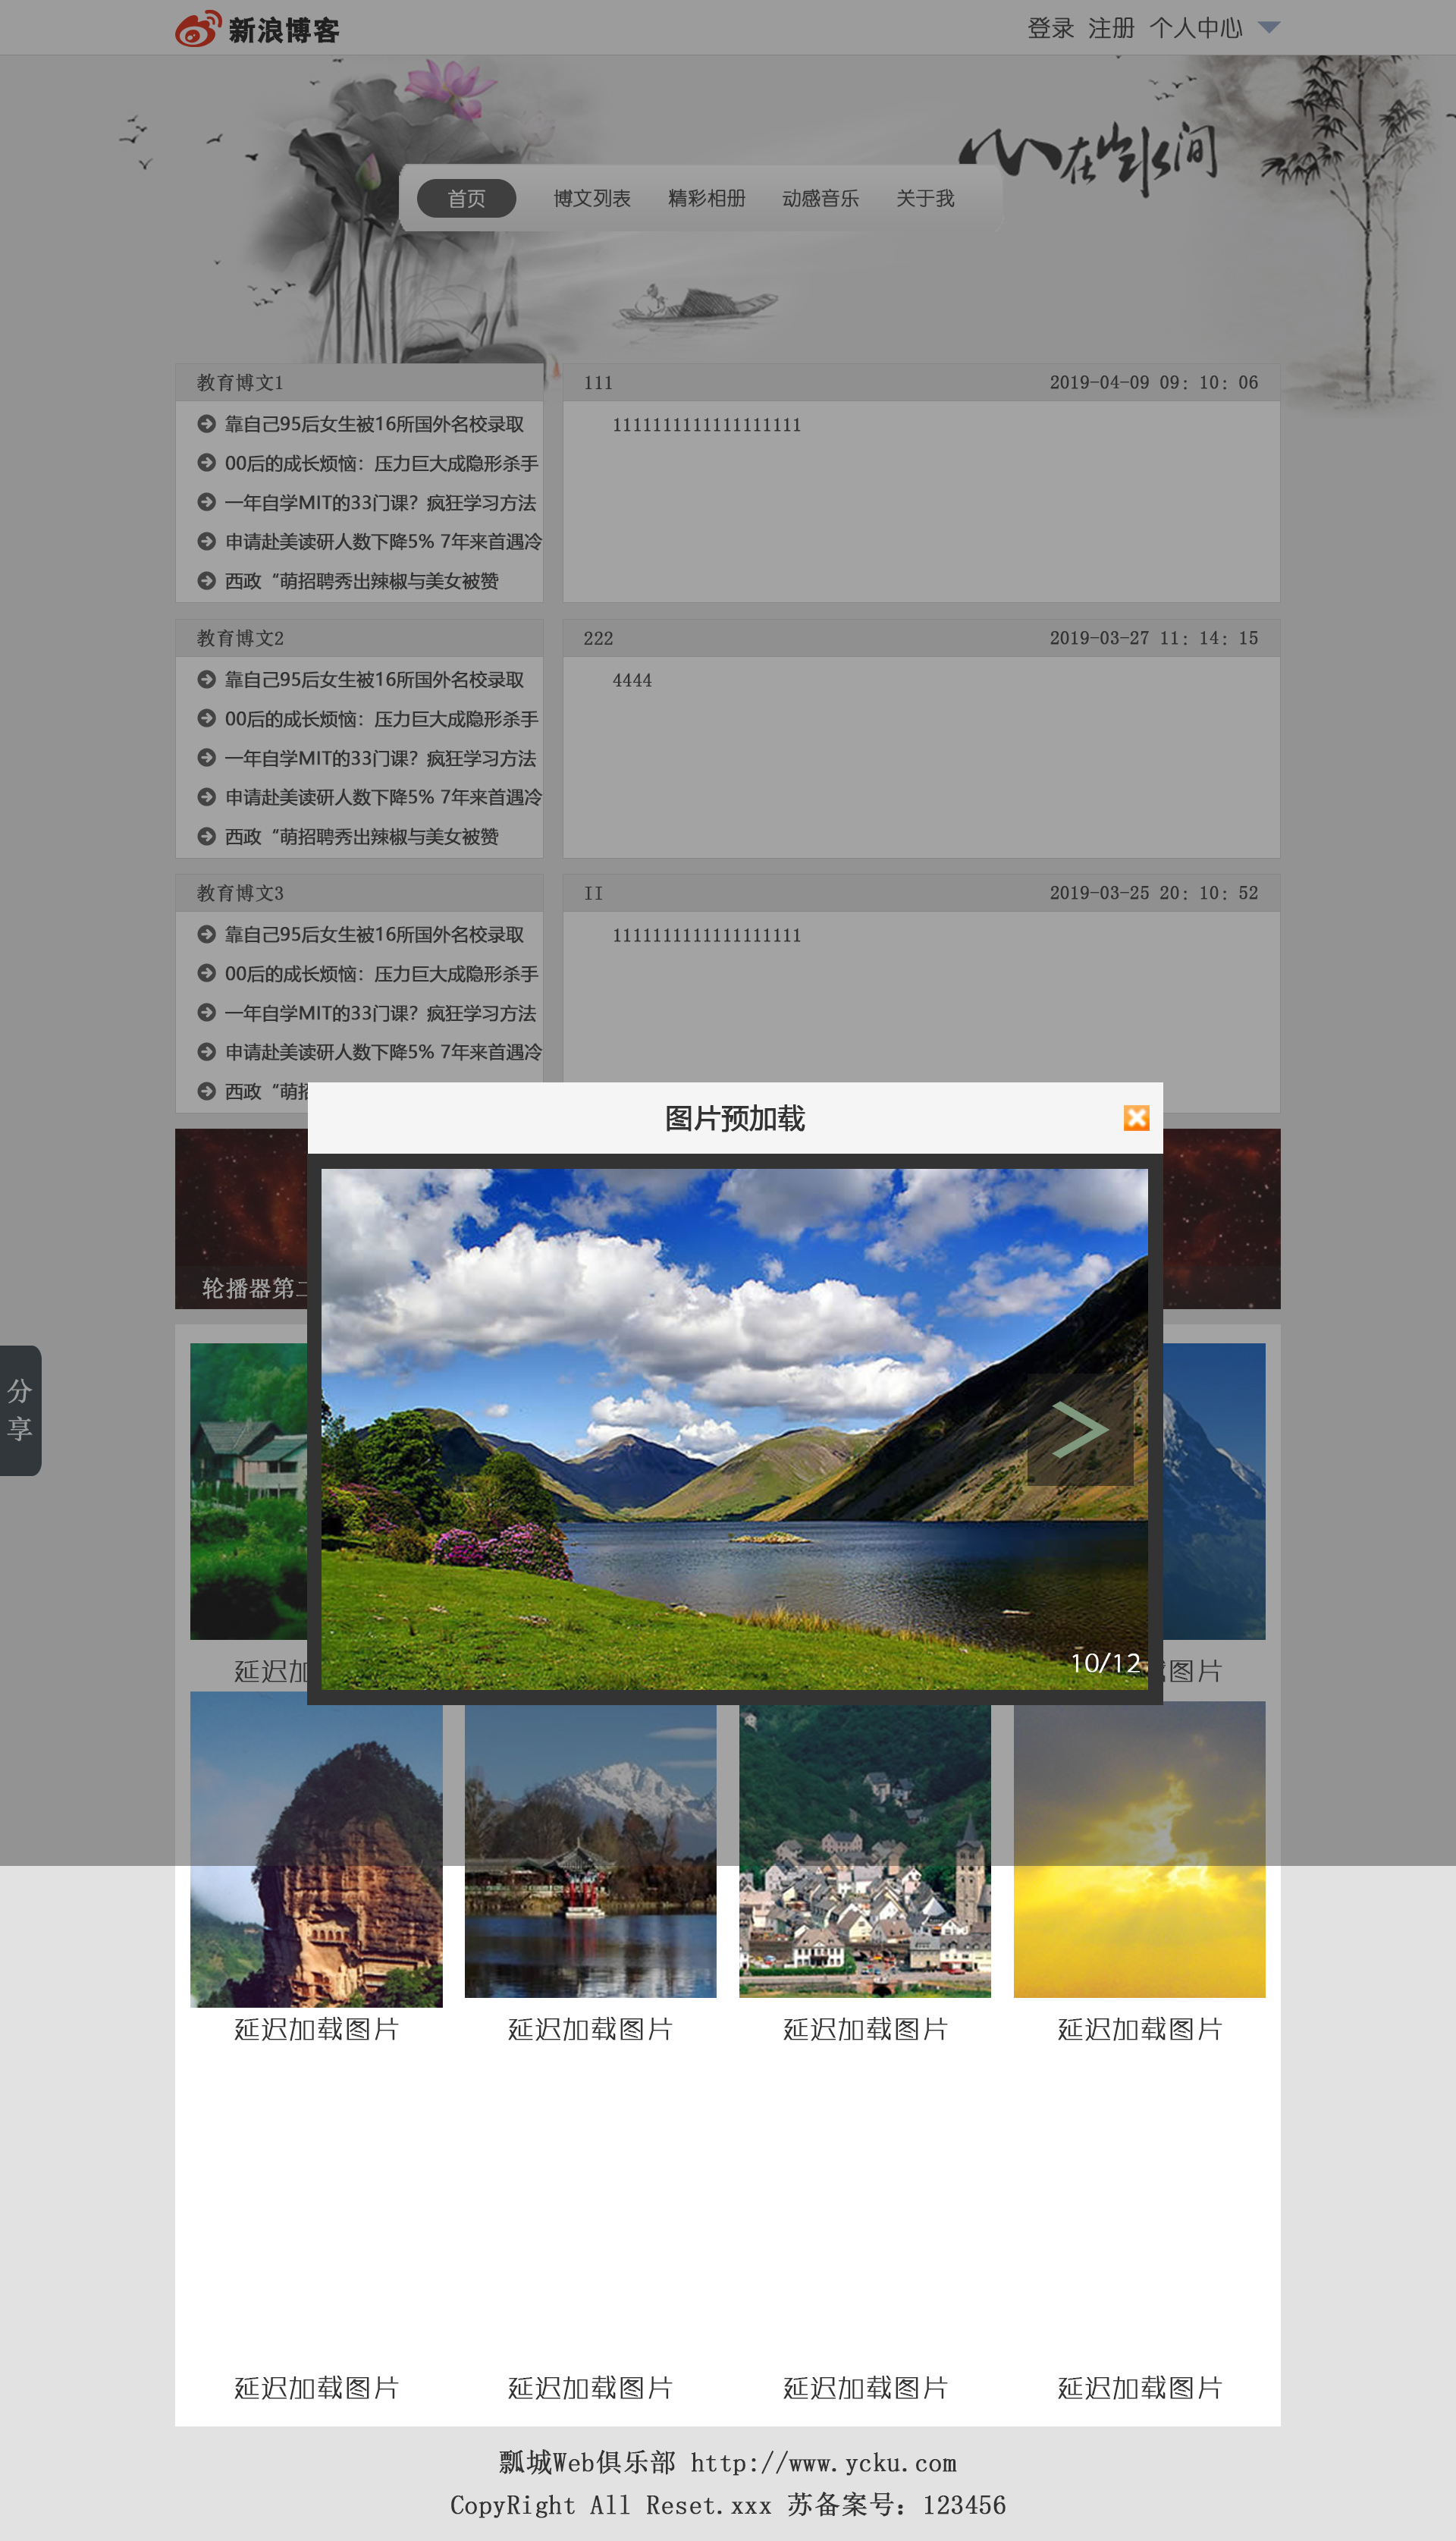 新浪博客
登录 注册 个人中心
心在山水间
首页 博文列表 精彩相册 动感音乐 关于我
教育博文1
靠自己95后女生被16所国外名校录取
00后的成长烦恼：压力巨大成隐形杀手
一年自学MIT的33门课？疯狂学习方法
申请赴美读研人数下降5% 7年来首遇冷
西政“萌招聘秀出辣椒与美女被赞
111 2019-04-09 09：10：06
1111111111111111111
教育博文2
靠自己95后女生被16所国外名校录取
00后的成长烦恼：压力巨大成隐形杀手
一年自学MIT的33门课？疯狂学习方法
申请赴美读研人数下降5% 7年来首遇冷
西政“萌招聘秀出辣椒与美女被赞
222 2019-03-27 11：14：15
4444
教育博文3
靠自己95后女生被16所国外名校录取
00后的成长烦恼：压力巨大成隐形杀手
一年自学MIT的33门课？疯狂学习方法
申请赴美读研人数下降5% 7年来首遇冷
西政“萌招
II 2019-03-25 20：10：52
1111111111111111111
图片预加载
轮播器第二
分
享
>
10/12
延迟加 图片
延迟加载图片 延迟加载图片 延迟加载图片 延迟加载图片
延迟加载图片 延迟加载图片 延迟加载图片 延迟加载图片
瓢城Web俱乐部 http://www.ycku.com
CopyRight All Reset.xxx 苏备案号：123456